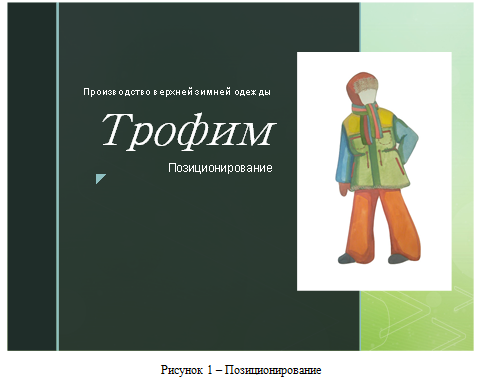 Производство верхней зимней одежды
Трофим
Позиционирование
Рисунок 1 – Позиционирование